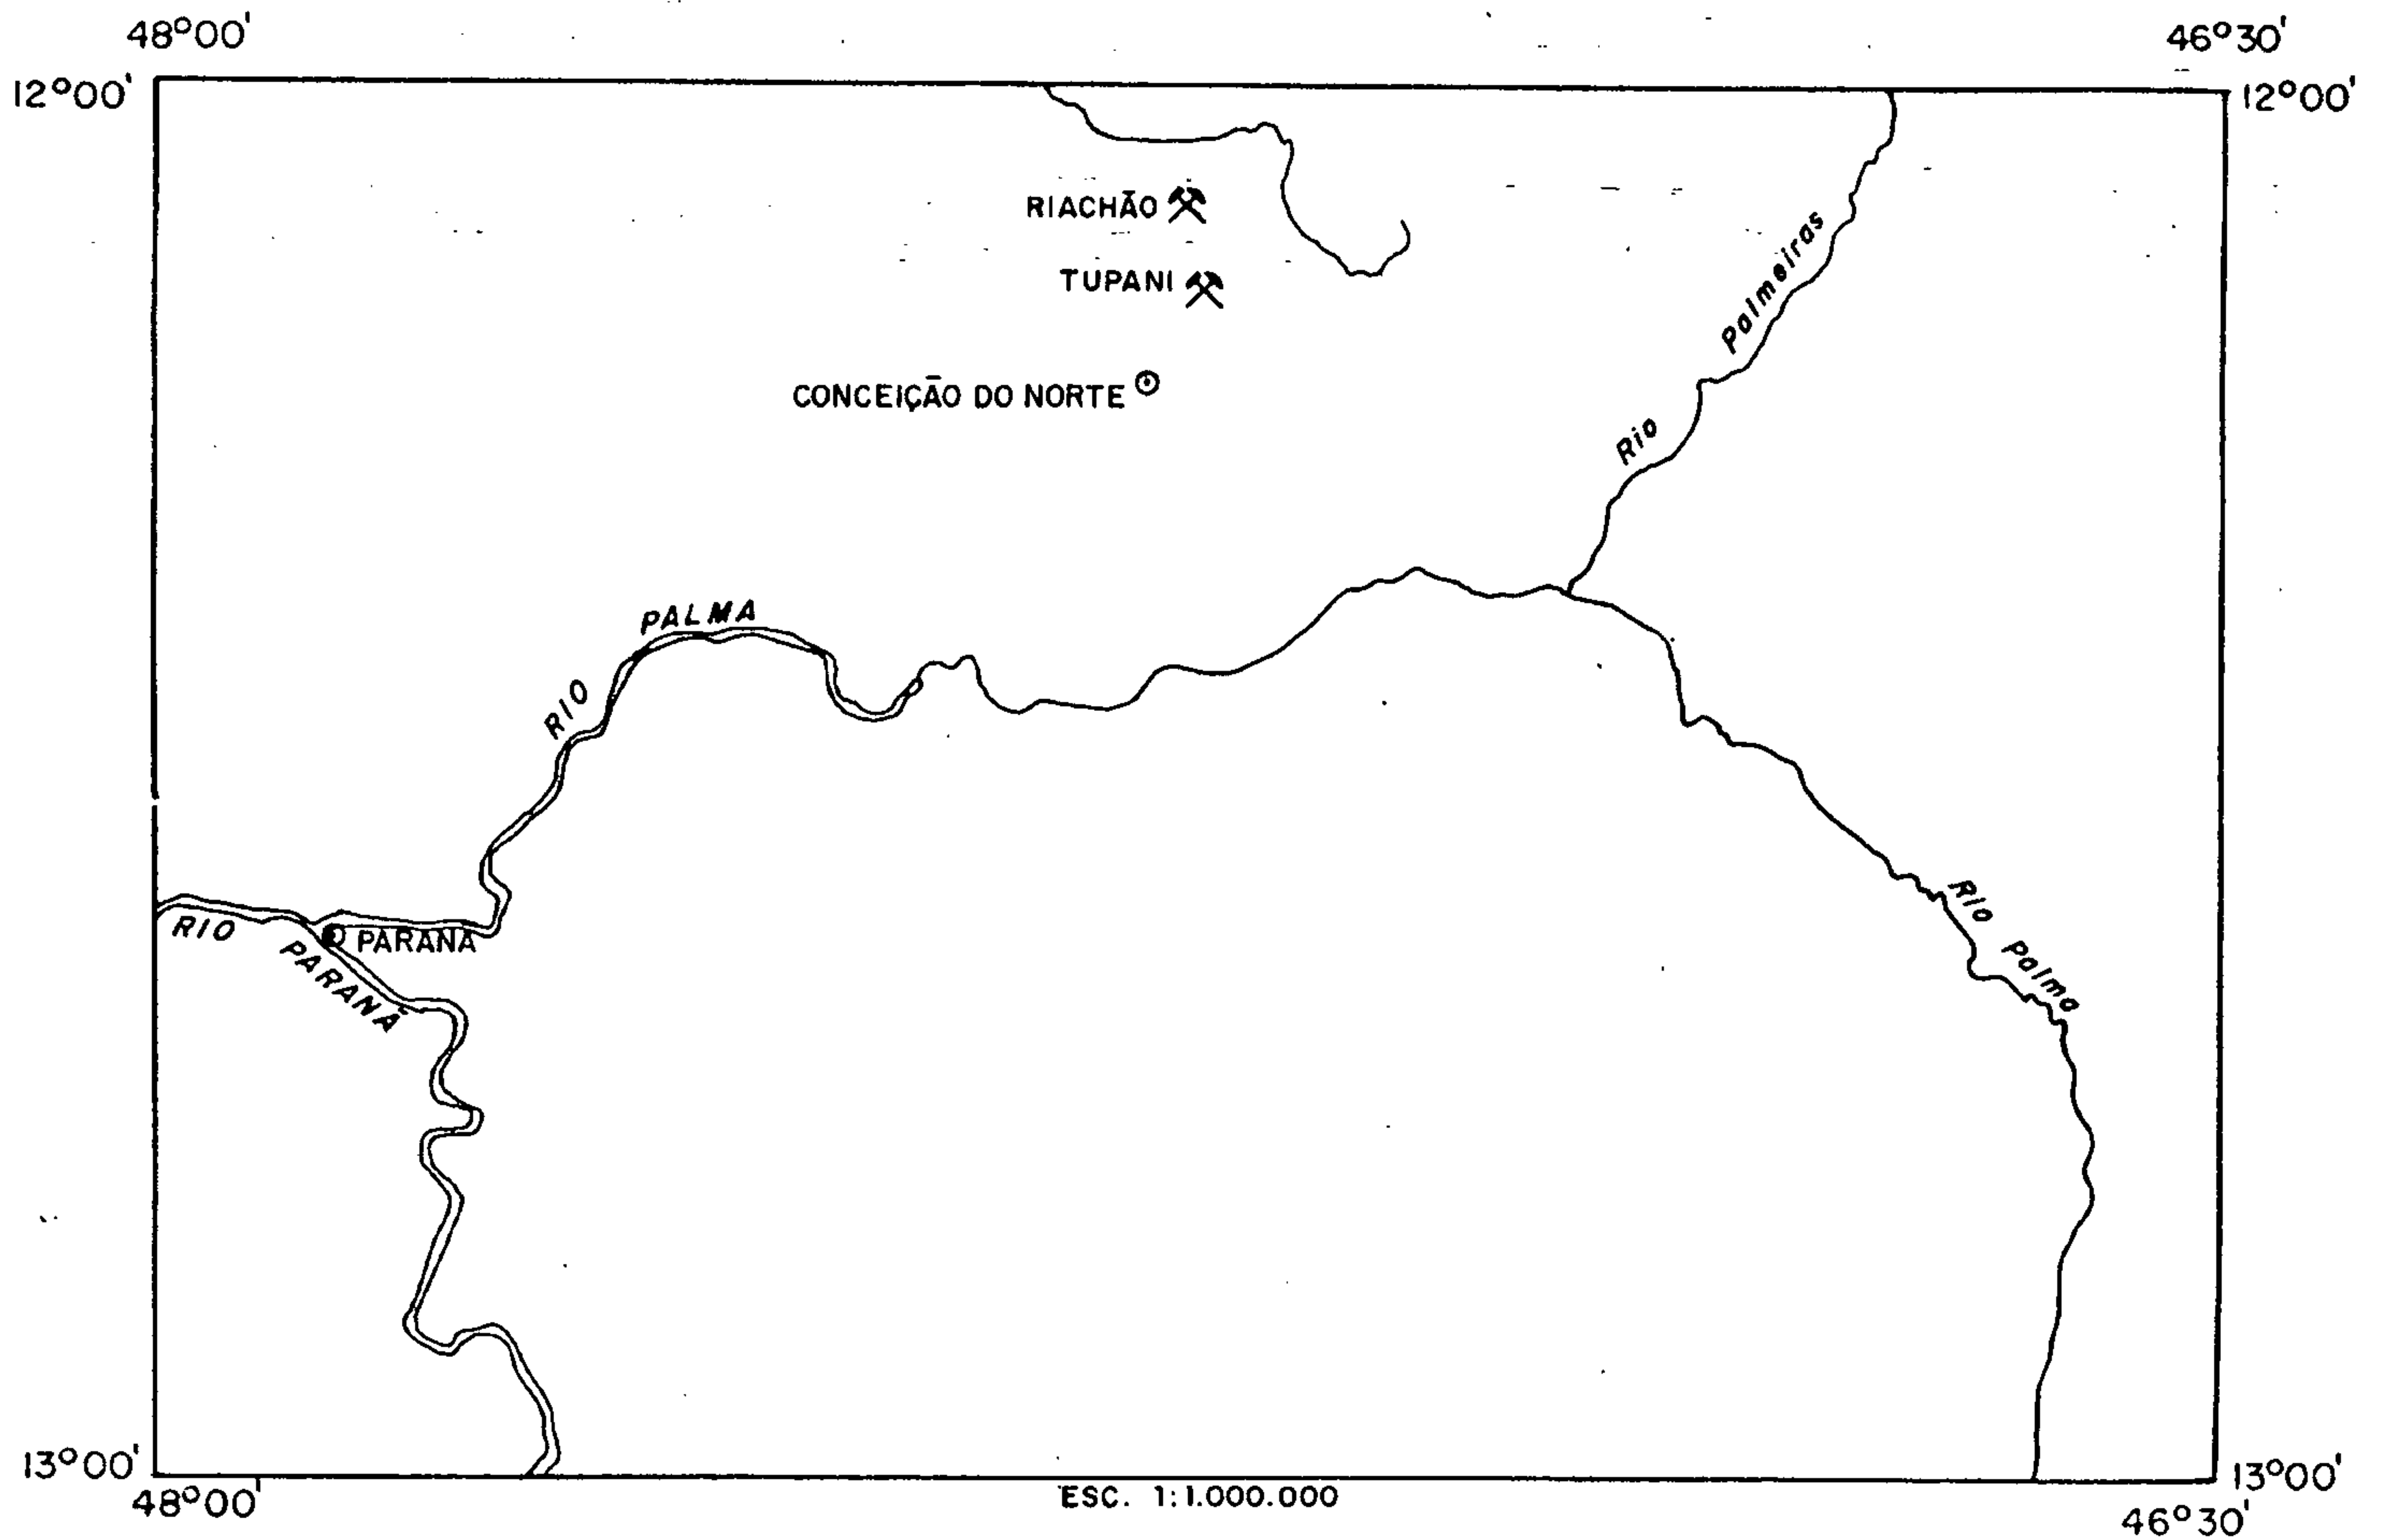 48°00'
46°30'
12°00'
12°00'
RIACHÃO
TUPANI
Rio Palmeiras
CONCEIÇÃO DO NORTE
RIO PALMA
RIO PARANÃ
PARANÃ
Rio Palma
13°00'
13°00'
48°00'
ESC. 1:1.000.000
46°30'